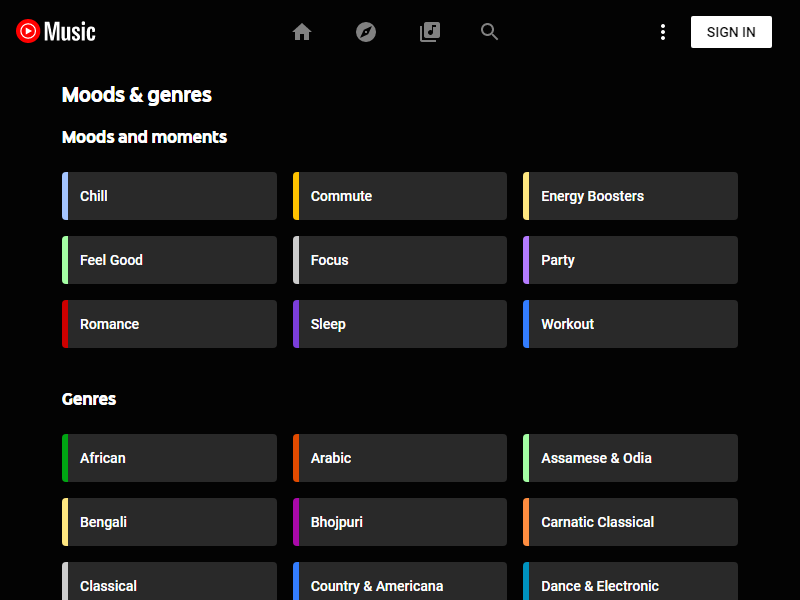 Music
SIGN IN
Moods & genres
Moods and moments
Chill
Commute
Energy Boosters
Feel Good
Focus
Party
Romance
Sleep
Workout
Genres
African
Arabic
Assamese & Odia
Bengali
Bhojpuri
Carnatic Classical
Classical
Country & Americana
Dance & Electronic